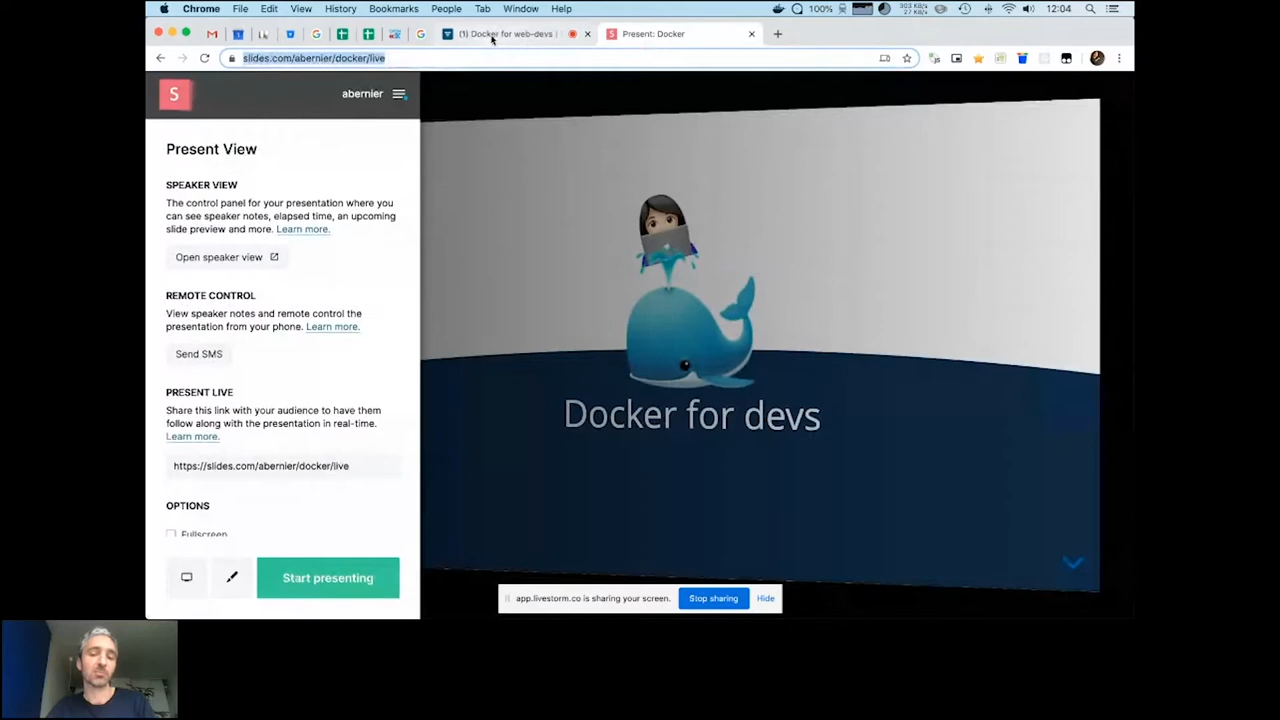 Chrome File Edit View History Bookmarks People Tab Window Help
100% 303 KB/s 27 KB/s 12:04
(1) Docker for web-devs
Present: Docker
slides.com/abernier/docker/live
S
abernier
Present View
SPEAKER VIEW
The control panel for your presentation where you
can see speaker notes, elapsed time, an upcoming
slide preview and more. Learn more.
Open speaker view
REMOTE CONTROL
View speaker notes and remote control the
presentation from your phone. Learn more.
Send SMS
PRESENT LIVE
Share this link with your audience to have them
follow along with the presentation in real-time.
Learn more.
https://slides.com/abernier/docker/live
OPTIONS
Fullscreen
Start presenting
Docker for devs
app.livestorm.co is sharing your screen.
Stop sharing
Hide